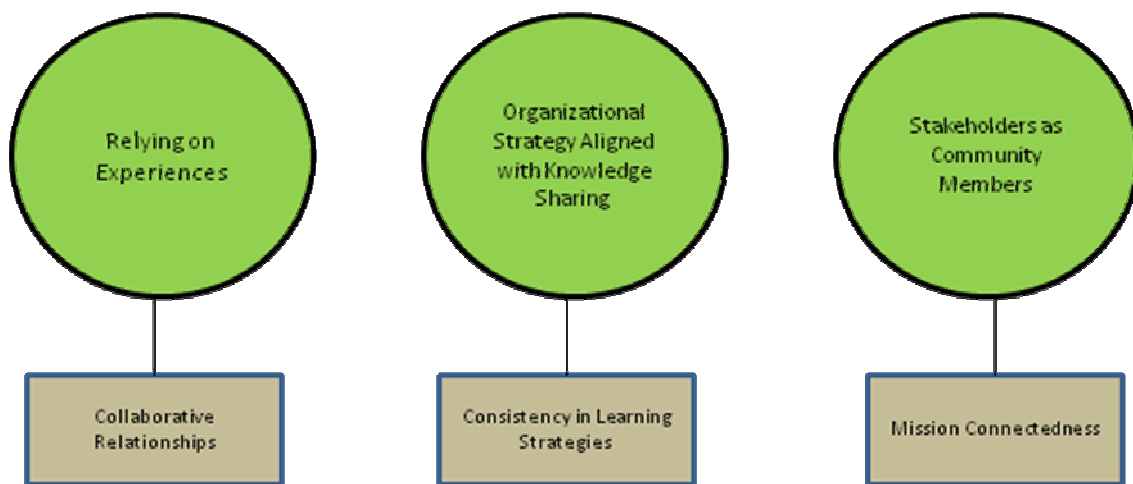 Relying on
Experiences
Organizational
Strategy Aligned
with Knowledge
Sharing
Stakeholders as
Community
Members
Collaborative
Relationships
Consistency in Learning
Strategies
Mission Connectedness